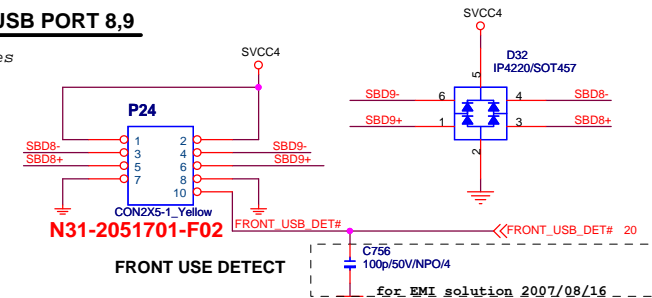 USB PORT 8,9
es
SVCC4
SVCC4
D32
IP4220/SOT457
5
SBD9-
6
4
SBD8-
SBD9+
1
3
SBD8+
2
P24
1
2
SBD8-
3
4
SBD9-
SBD8+
5
6
SBD9+
7
8
10
CON2X5-1_Yellow
N31-2051701-F02
FRONT_USB_DET#
FRONT_USB_DET# 20
C756
100p/50V/NPO/4
FRONT USE DETECT
for EMI solution 2007/08/16